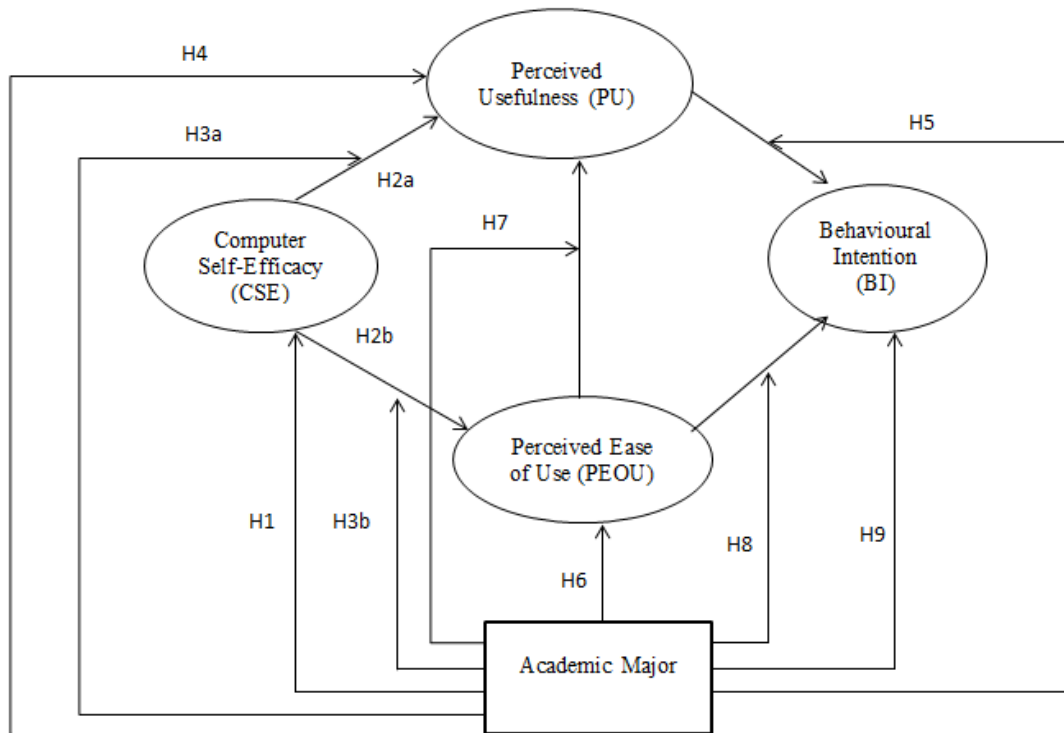 H4
Perceived
Usefulness (PU)
H5
H3a
H2a
H7
Computer
Self-Efficacy
(CSE)
Behavioural
Intention
(BI)
H2b
Perceived Ease
of Use (PEOU)
H1
H3b
H8
H9
H6
Academic Major